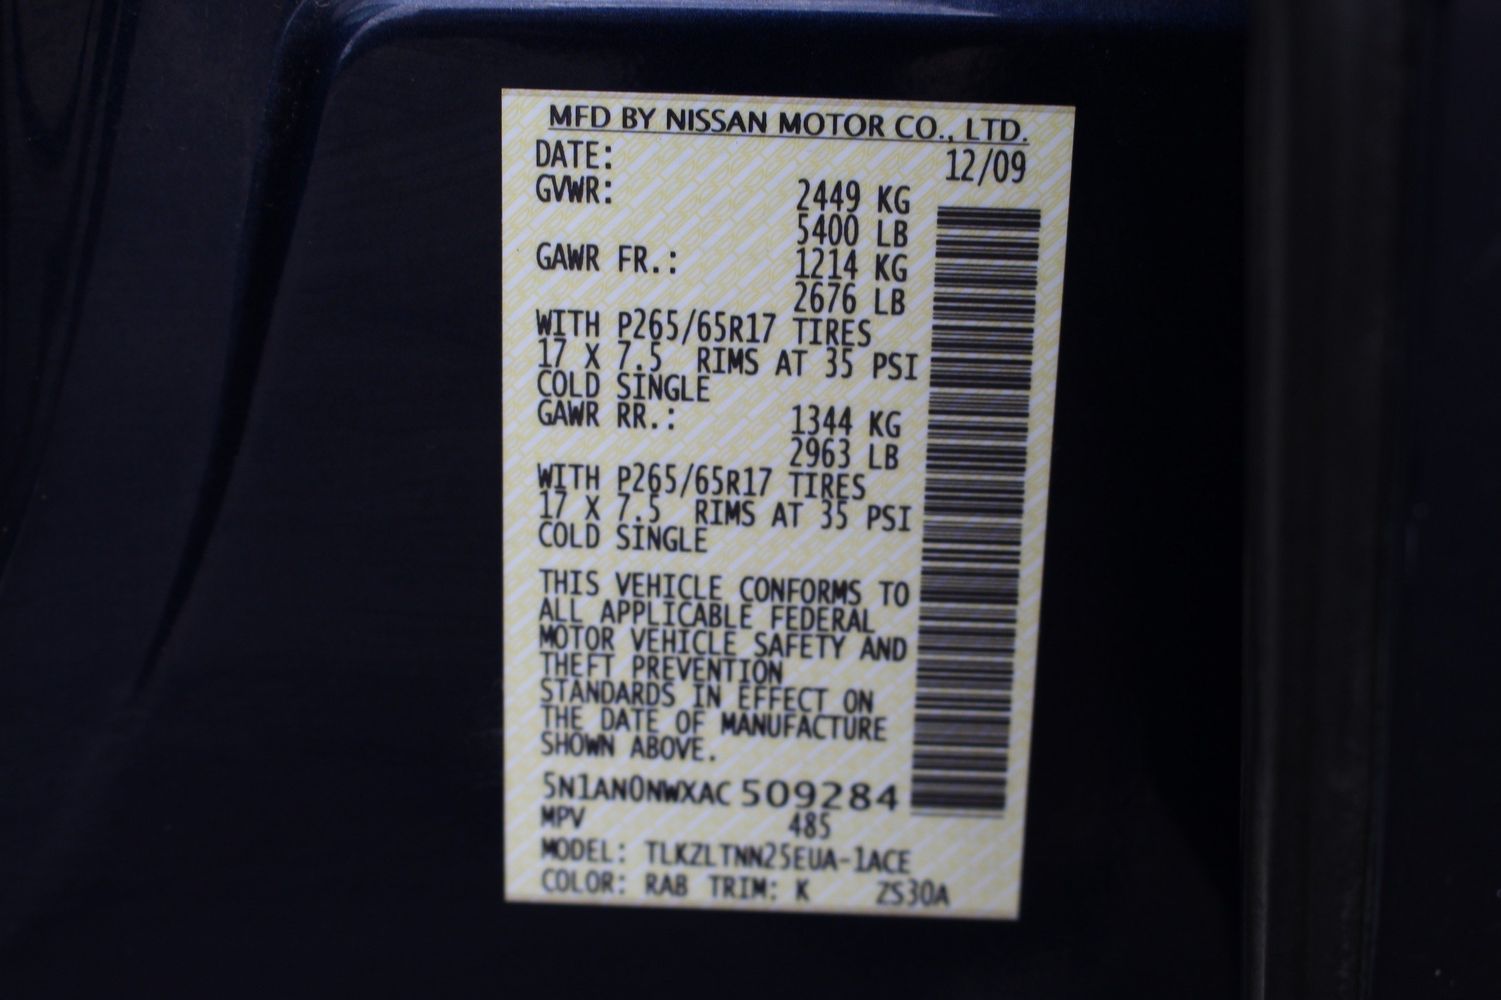 MFD BY NISSAN MOTOR CO., LTD.
DATE: 12/09
GVWR: 2449 KG
5400 LB
GAWR FR.: 1214 KG
2676 LB
WITH P265/65R17 TIRES
17 X 7.5 RIMS AT 35 PSI
COLD SINGLE
GAWR RR.: 1344 KG
2963 LB
WITH P265/65R17 TIRES
17 X 7.5 RIMS AT 35 PSI
COLD SINGLE
THIS VEHICLE CONFORMS TO
ALL APPLICABLE FEDERAL
MOTOR VEHICLE SAFETY AND
THEFT PREVENTION
STANDARDS IN EFFECT ON
THE DATE OF MANUFACTURE
SHOWN ABOVE.
5N1AN0NWXAC 509284
MPV 485
MODEL: TLKZLTNN25EUA-1ACE
COLOR: RAB TRIM: K ZS30A